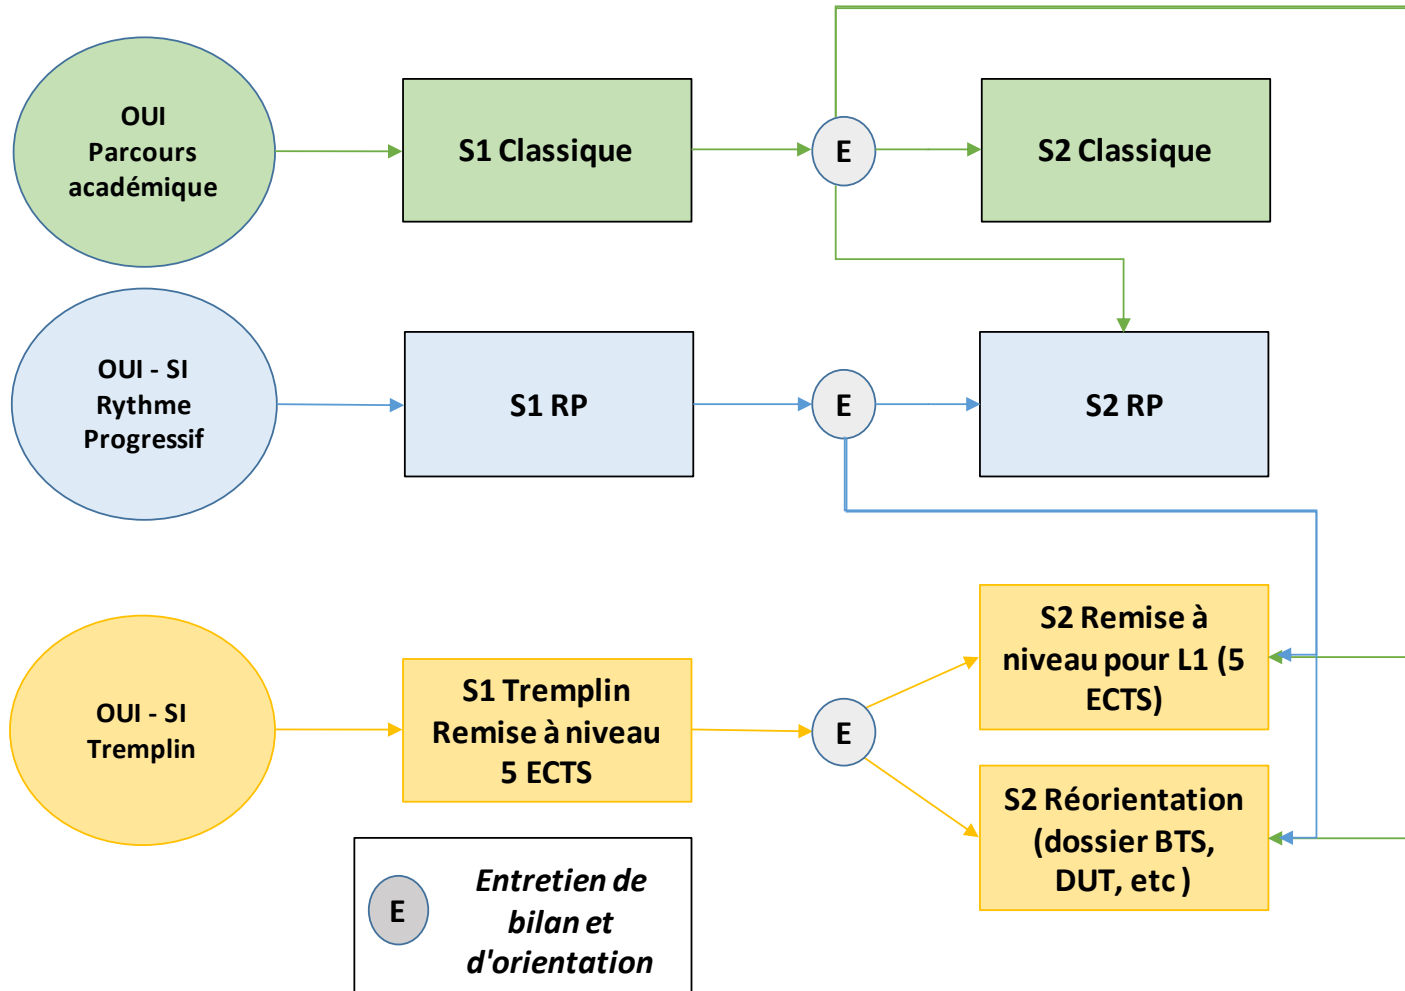 OUI
Parcours
académique
S1 Classique
E
S2 Classique
OUI - SI
Rythme
Progressif
S1 RP
E
S2 RP
OUI - SI
Tremplin
S1 Tremplin
Remise à niveau
5 ECTS
E
S2 Remise à
niveau pour L1 (5
ECTS)
S2 Réorientation
(dossier BTS,
DUT, etc )
E
Entretien de
bilan et
d'orientation